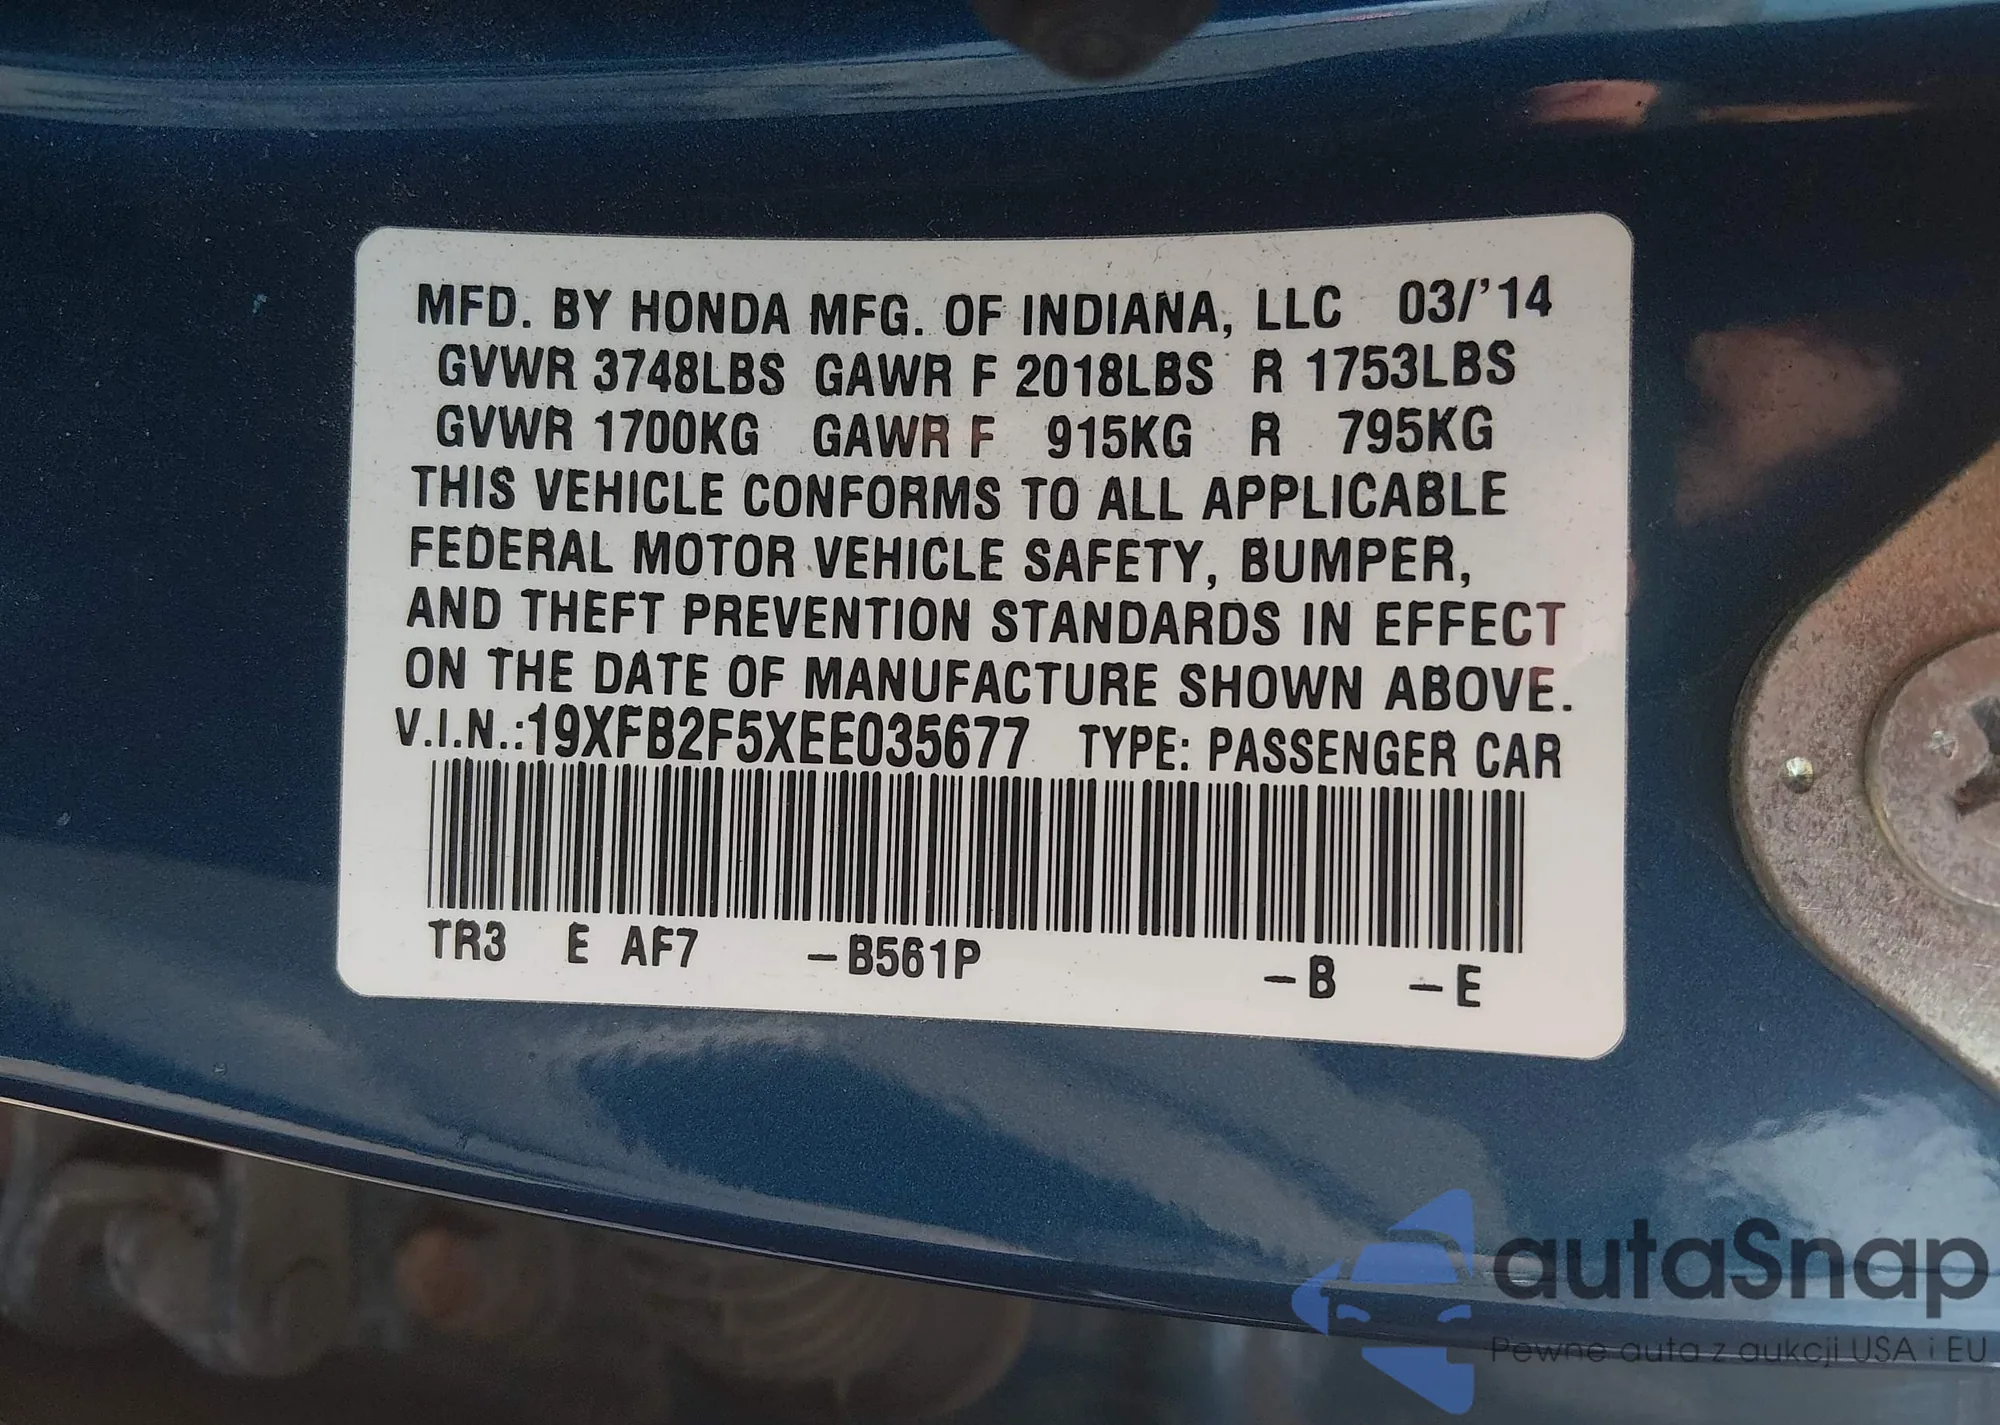 MFD. BY HONDA MFG. OF INDIANA, LLC 03/'14
GVWR 3748LBS GAWR F 2018LBS R 1753LBS
GVWR 1700KG GAWR F 915KG R 795KG
THIS VEHICLE CONFORMS TO ALL APPLICABLE
FEDERAL MOTOR VEHICLE SAFETY, BUMPER,
AND THEFT PREVENTION STANDARDS IN EFFECT
ON THE DATE OF MANUFACTURE SHOWN ABOVE.
V.I.N.:19XFB2F5XEE035677 TYPE: PASSENGER CAR
TR3 E AF7 –B561P –B –E
autaSnap
Pewne auta z aukcji USA i EU